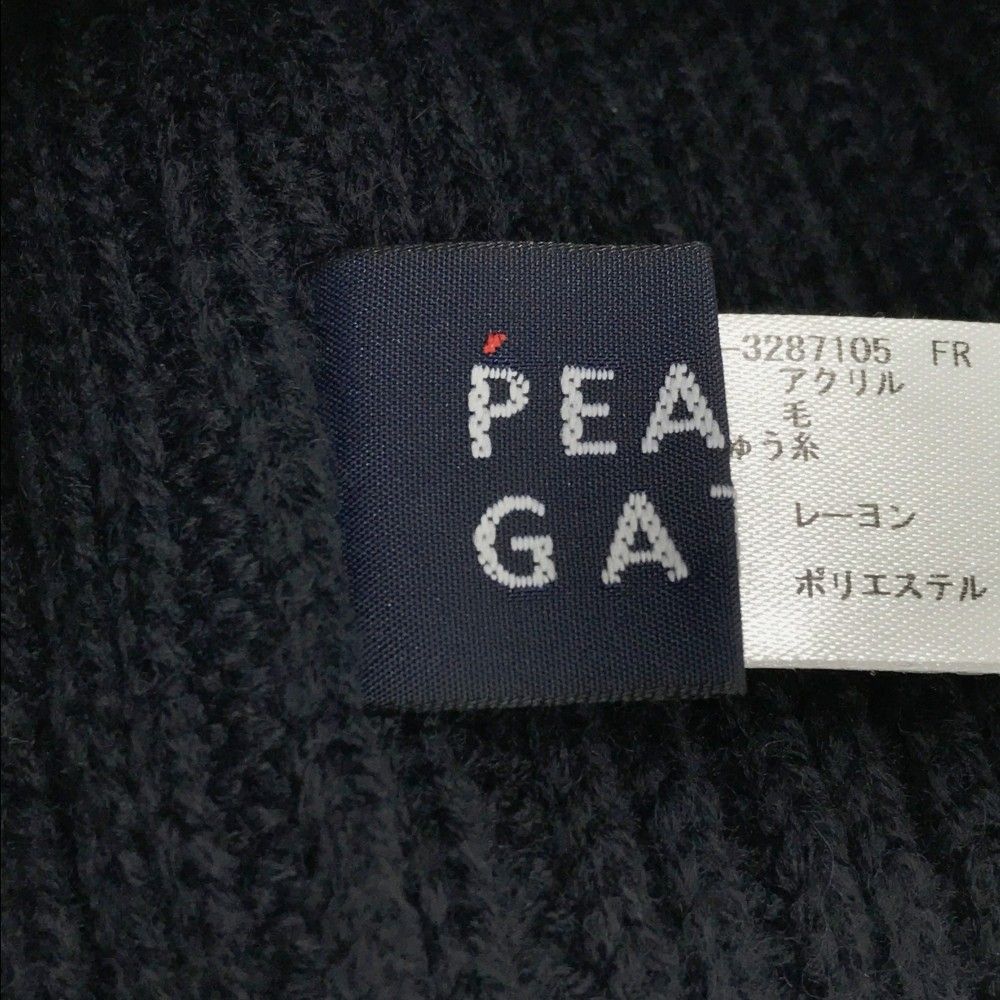 PEA
GA
-3287105 FR
アクリル
毛
ゅう糸
レーヨン
ポリエステル